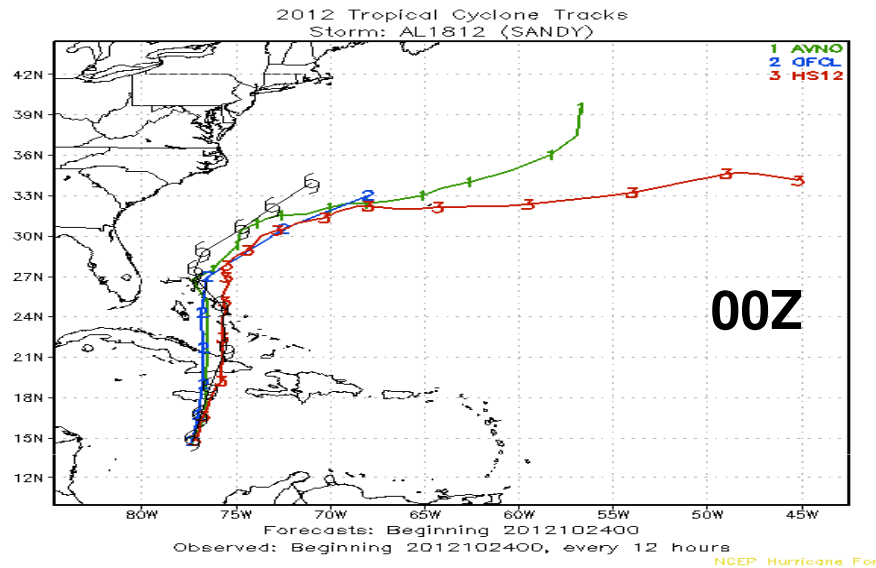 2012 Tropical Cyclone Tracks
Storm: AL1812 (SANDY)
1 AVNO
2 OFCL
3 HS12
42N
39N
36N
33N
30N
27N
24N
21N
18N
15N
12N
00Z
80W 75W 70W 65W 60W 55W 50W 45W
Forecasts: Beginning 2012102400
Observed: Beginning 2012102400, every 12 hours
NCEP Hurricane For